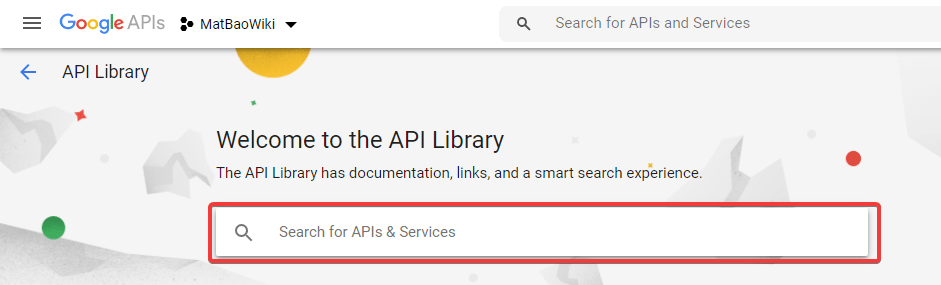 Google APIs MatBaoWiki Search for APIs and Services
API Library
Welcome to the API Library
The API Library has documentation, links, and a smart search experience.
Search for APIs & Services